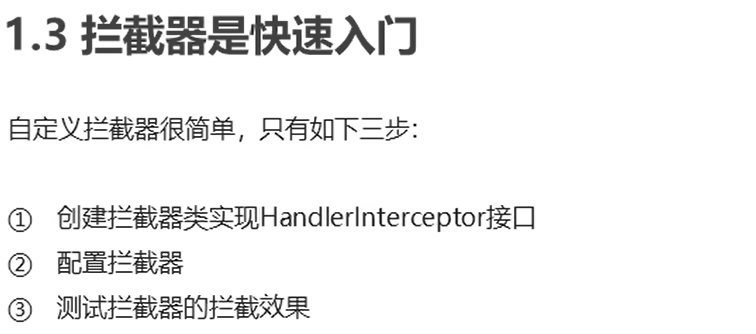 1.3 拦截器是快速入门
自定义拦截器很简单，只有如下三步：
① 创建拦截器类实现HandlerInterceptor接口
② 配置拦截器
③ 测试拦截器的拦截效果